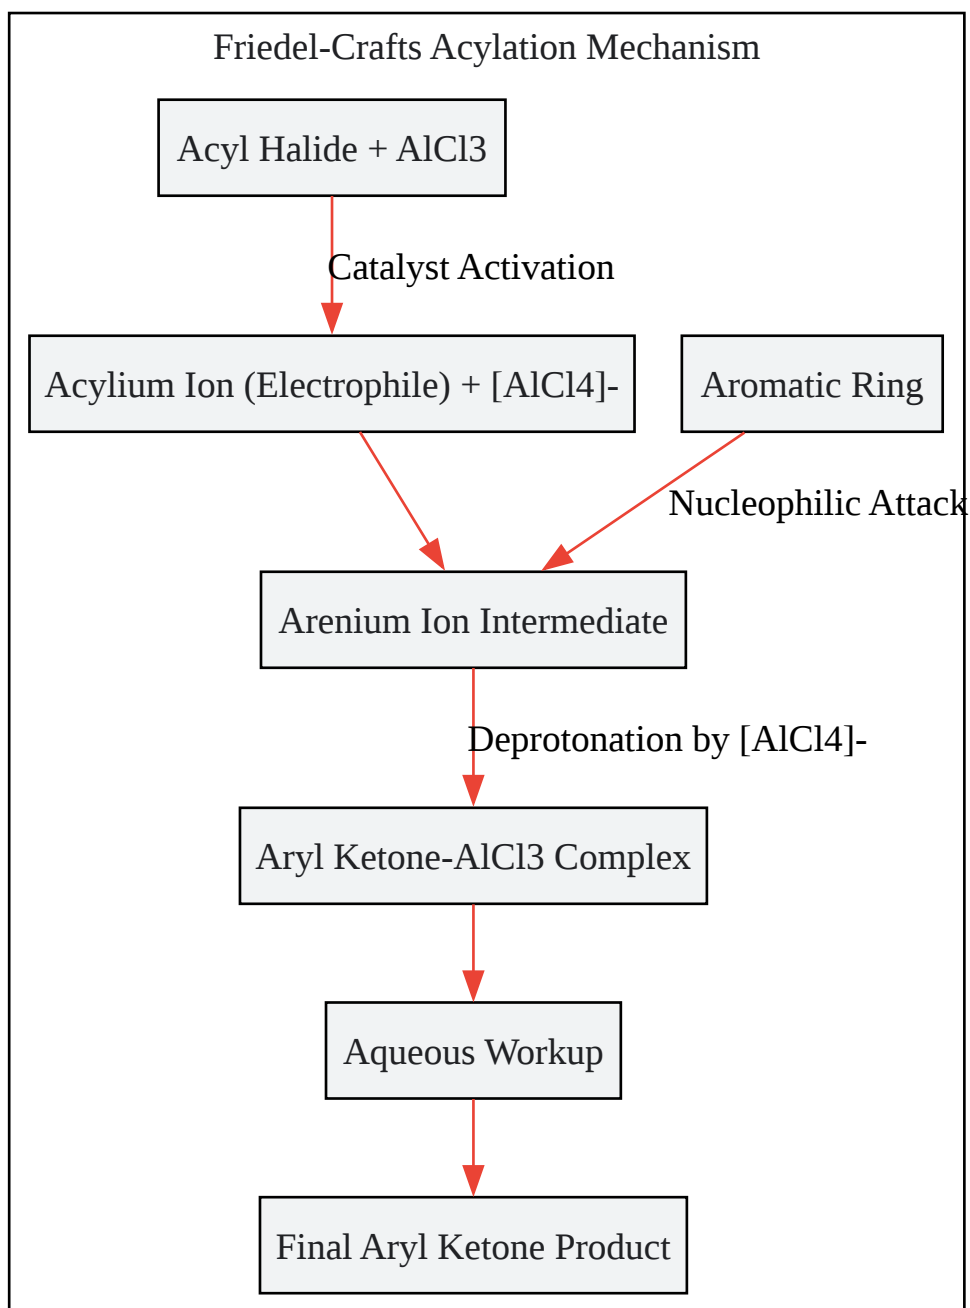 Friedel-Crafts Acylation Mechanism
Acyl Halide + AlCl3
Catalyst Activation
Acylium Ion (Electrophile) + [AlCl4]-
Aromatic Ring
Nucleophilic Attack
Arenium Ion Intermediate
Deprotonation by [AlCl4]-
Aryl Ketone-AlCl3 Complex
Aqueous Workup
Final Aryl Ketone Product